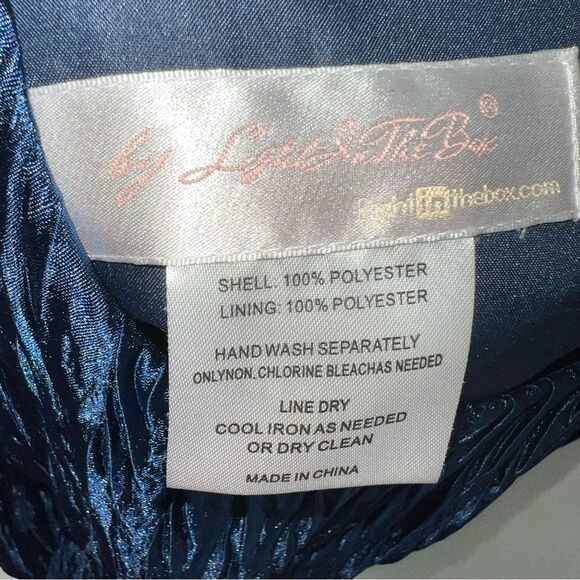 by LightInTheBox®
Lightinthebox.com
SHELL. 100% POLYESTER
LINING: 100% POLYESTER
HAND WASH SEPARATELY
ONLYNON.CHLORINE BLEACHAS NEEDED
LINE DRY
COOL IRON AS NEEDED
OR DRY CLEAN
MADE IN CHINA